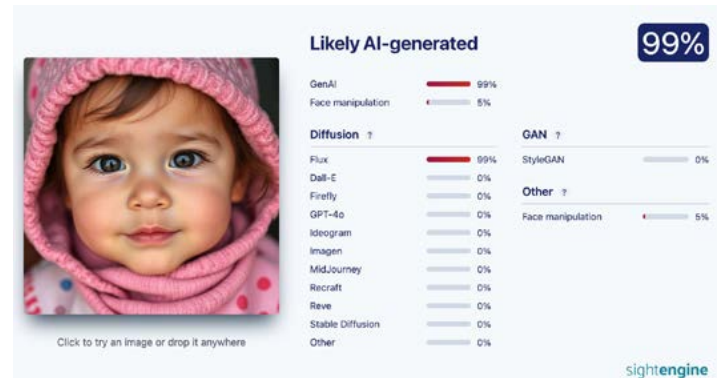 Likely AI-generated
99%
GenAI 99%
Face manipulation 5%
Diffusion ?
Flux 99%
Dall-E 0%
Firefly 0%
GPT-4o 0%
Ideogram 0%
Imagen 0%
MidJourney 0%
Recraft 0%
Reve 0%
Stable Diffusion 0%
Other 0%
GAN ?
StyleGAN 0%
Other ?
Face manipulation 5%
Click to try an image or drop it anywhere
sightengine